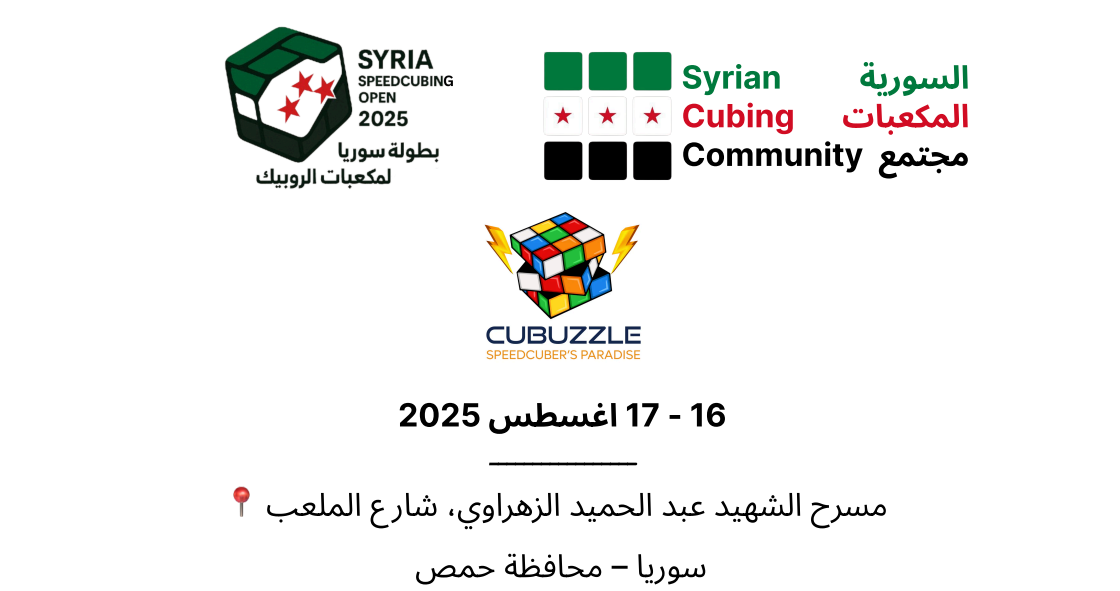 SYRIA
SPEEDCUBING
OPEN
2025
بطولة سوريا
لمكعبات الروبيك
Syrian السورية
Cubing المكعبات
Community مجتمع
CUBUZZLE
SPEEDCUBER'S PARADISE
16 - 17 اغسطس 2025
مسرح الشهيد عبد الحميد الزهراوي، شارع الملعب 📍
سوريا – محافظة حمص